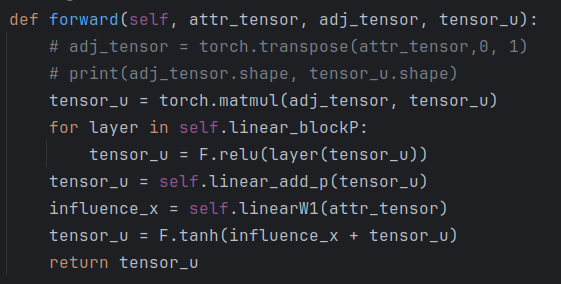 def forward(self, attr_tensor, adj_tensor, tensor_u):
    # adj_tensor = torch.transpose(attr_tensor,0, 1)
    # print(adj_tensor.shape, tensor_u.shape)
    tensor_u = torch.matmul(adj_tensor, tensor_u)
    for layer in self.linear_blockP:
        tensor_u = F.relu(layer(tensor_u))
    tensor_u = self.linear_add_p(tensor_u)
    influence_x = self.linearW1(attr_tensor)
    tensor_u = F.tanh(influence_x + tensor_u)
    return tensor_u